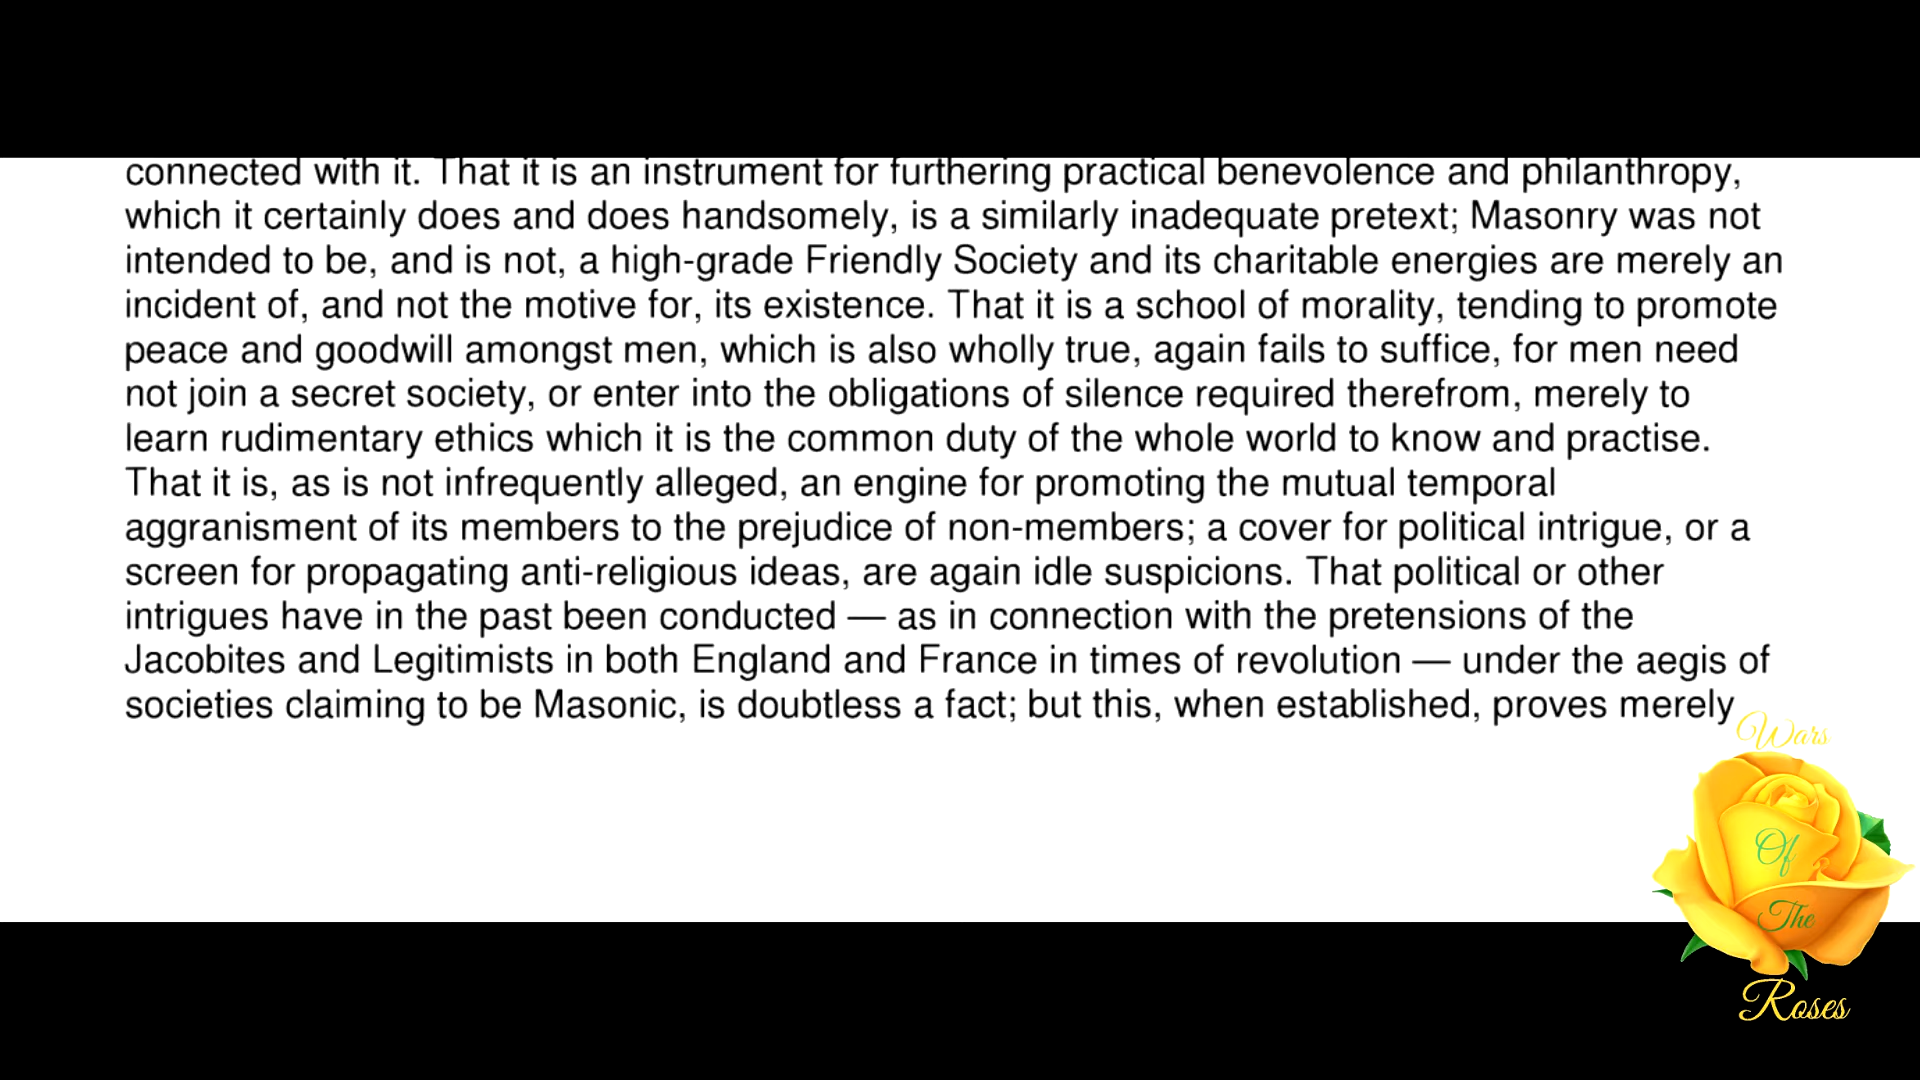 connected with it. That it is an instrument for furthering practical benevolence and philanthropy,
which it certainly does and does handsomely, is a similarly inadequate pretext; Masonry was not
intended to be, and is not, a high-grade Friendly Society and its charitable energies are merely an
incident of, and not the motive for, its existence. That it is a school of morality, tending to promote
peace and goodwill amongst men, which is also wholly true, again fails to suffice, for men need
not join a secret society, or enter into the obligations of silence required therefrom, merely to
learn rudimentary ethics which it is the common duty of the whole world to know and practise.
That it is, as is not infrequently alleged, an engine for promoting the mutual temporal
aggranisment of its members to the prejudice of non-members; a cover for political intrigue, or a
screen for propagating anti-religious ideas, are again idle suspicions. That political or other
intrigues have in the past been conducted — as in connection with the pretensions of the
Jacobites and Legitimists in both England and France in times of revolution — under the aegis of
societies claiming to be Masonic, is doubtless a fact; but this, when established, proves merely
Wars
Of
The
Roses